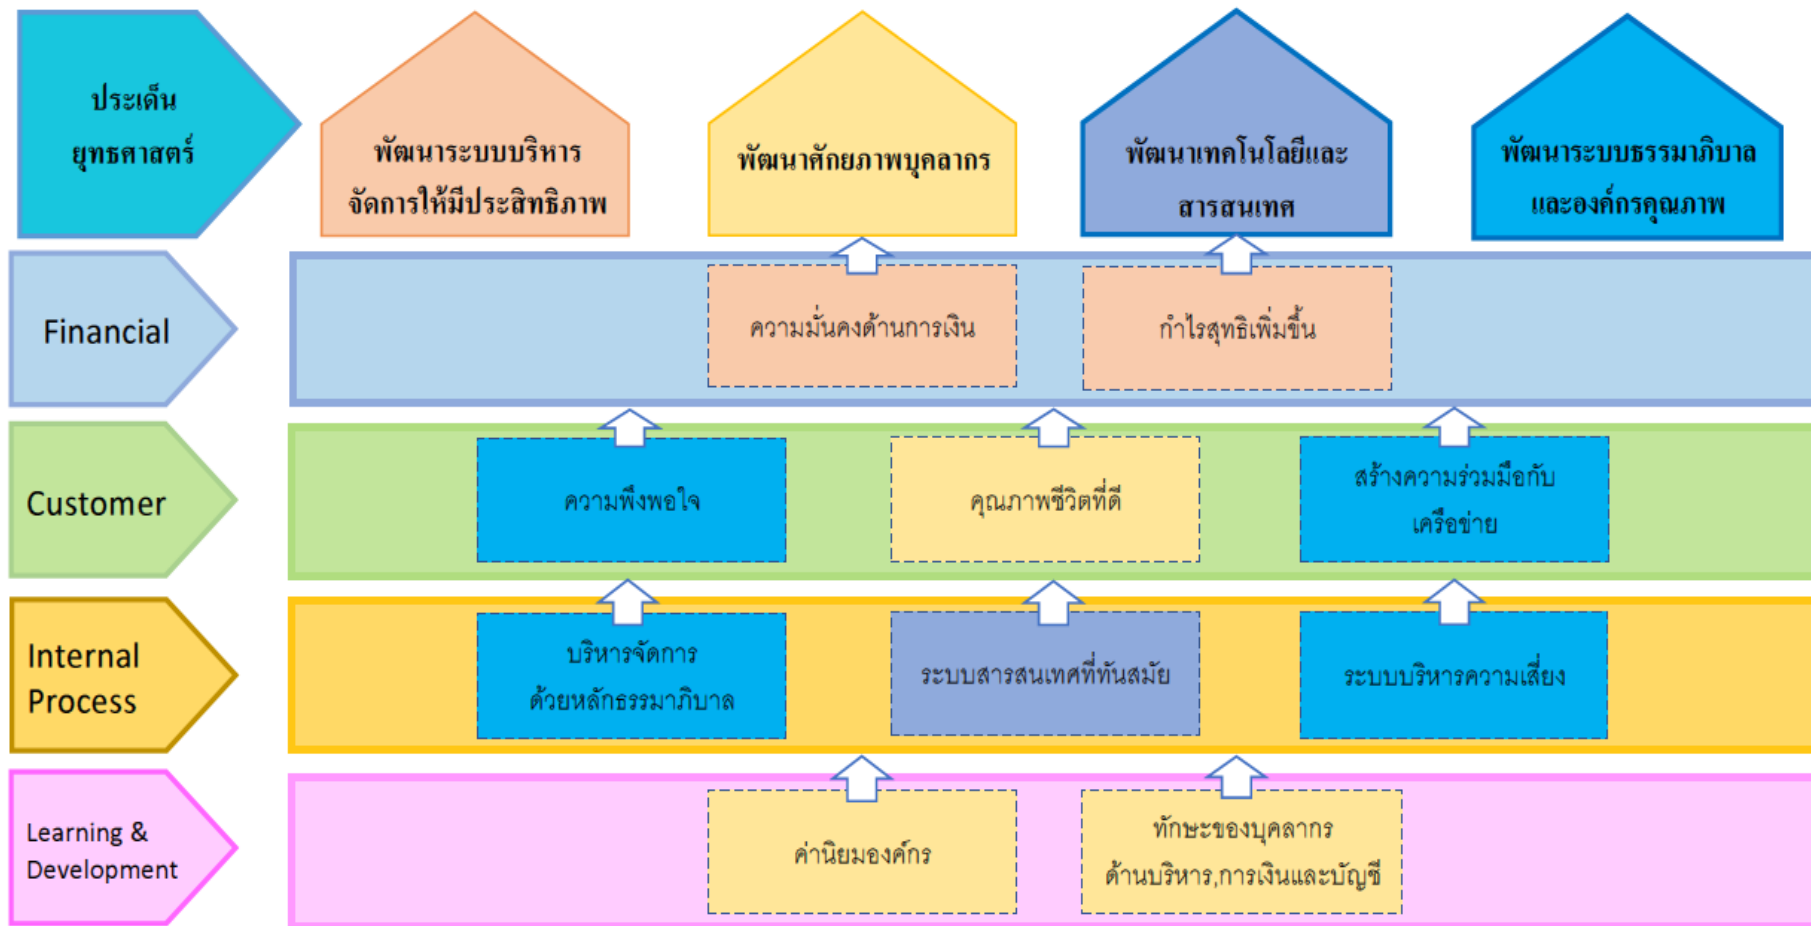 ประเด็น
ยุทธศาสตร์
พัฒนาระบบบริหาร
จัดการให้มีประสิทธิภาพ
พัฒนาศักยภาพบุคลากร
พัฒนาเทคโนโลยีและ
สารสนเทศ
พัฒนาระบบธรรมาภิบาล
และองค์กรคุณภาพ
Financial
ความมั่นคงด้านการเงิน
กำไรสุทธิเพิ่มขึ้น
Customer
ความพึงพอใจ
คุณภาพชีวิตที่ดี
สร้างความร่วมมือกับ
เครือข่าย
Internal
Process
บริหารจัดการ
ด้วยหลักธรรมาภิบาล
ระบบสารสนเทศที่ทันสมัย
ระบบบริหารความเสี่ยง
Learning &
Development
ค่านิยมองค์กร
ทักษะของบุคลากร
ด้านบริหาร,การเงินและบัญชี